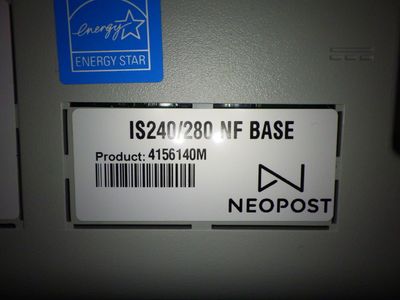 energy
ENERGY STAR
IS240/280 NF BASE
Product: 4156140M
NEOPOST